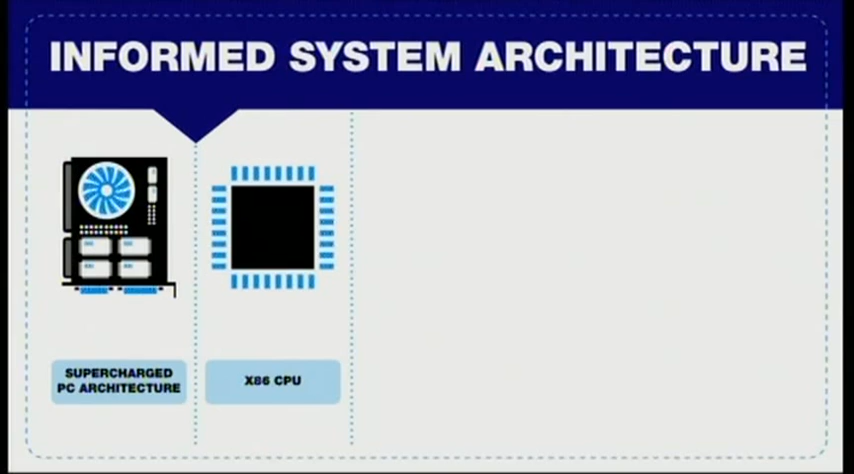 INFORMED SYSTEM ARCHITECTURE
SUPERCHARGED
PC ARCHITECTURE
X86 CPU